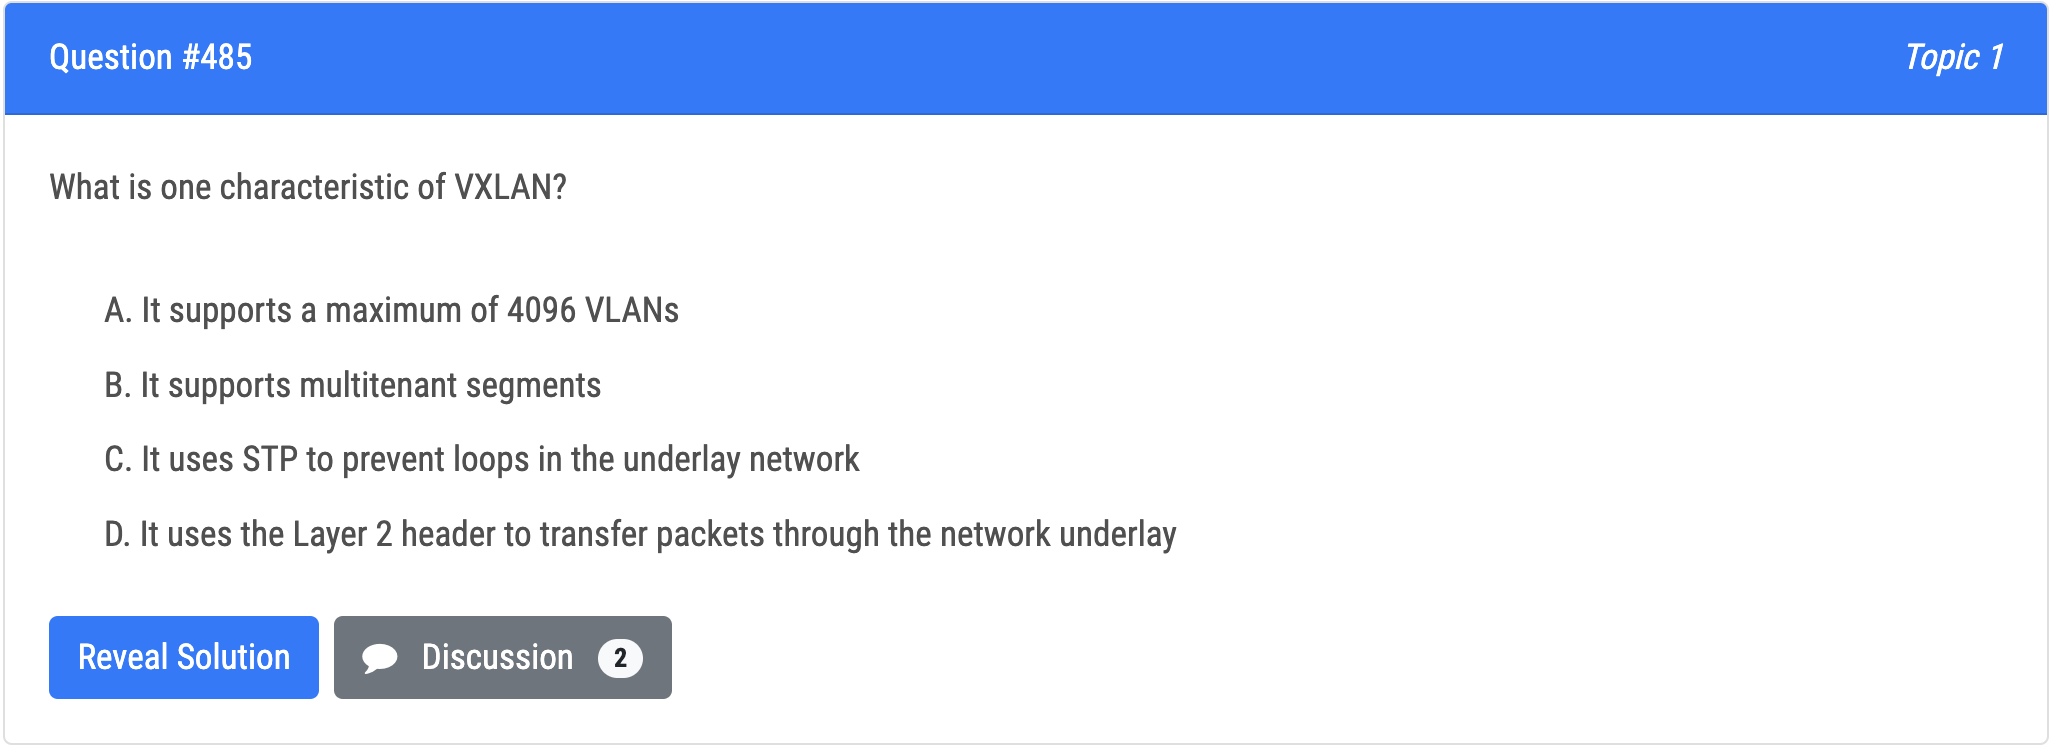 Question #485
Topic 1
What is one characteristic of VXLAN?
A. It supports a maximum of 4096 VLANs
B. It supports multitenant segments
C. It uses STP to prevent loops in the underlay network
D. It uses the Layer 2 header to transfer packets through the network underlay
Reveal Solution
Discussion 2